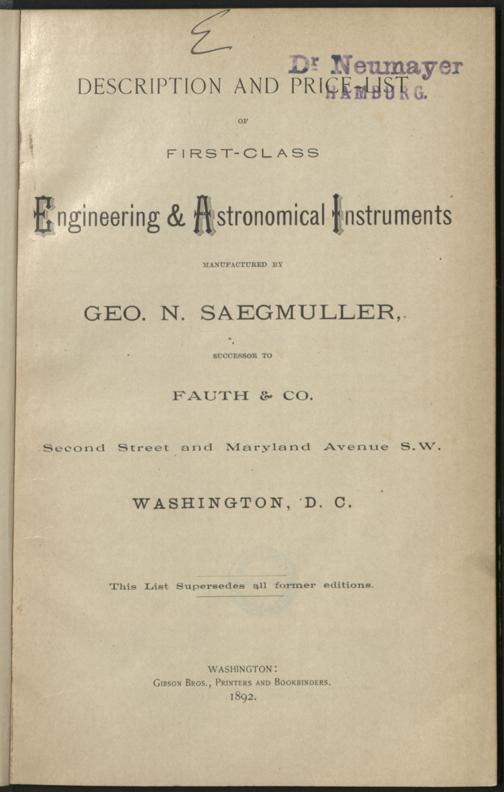 Dr Neumayer
HAMBURG.
DESCRIPTION AND PRICE LIST
OF
FIRST-CLASS
Engineering & Astronomical Instruments
MANUFACTURED BY
GEO. N. SAEGMULLER,
SUCCESSOR TO
FAUTH & CO.
Second Street and Maryland Avenue S.W.
WASHINGTON, D. C.
This List Supersedes all former editions.
WASHINGTON:
GIBSON BROS., PRINTERS AND BOOKBINDERS.
1892.